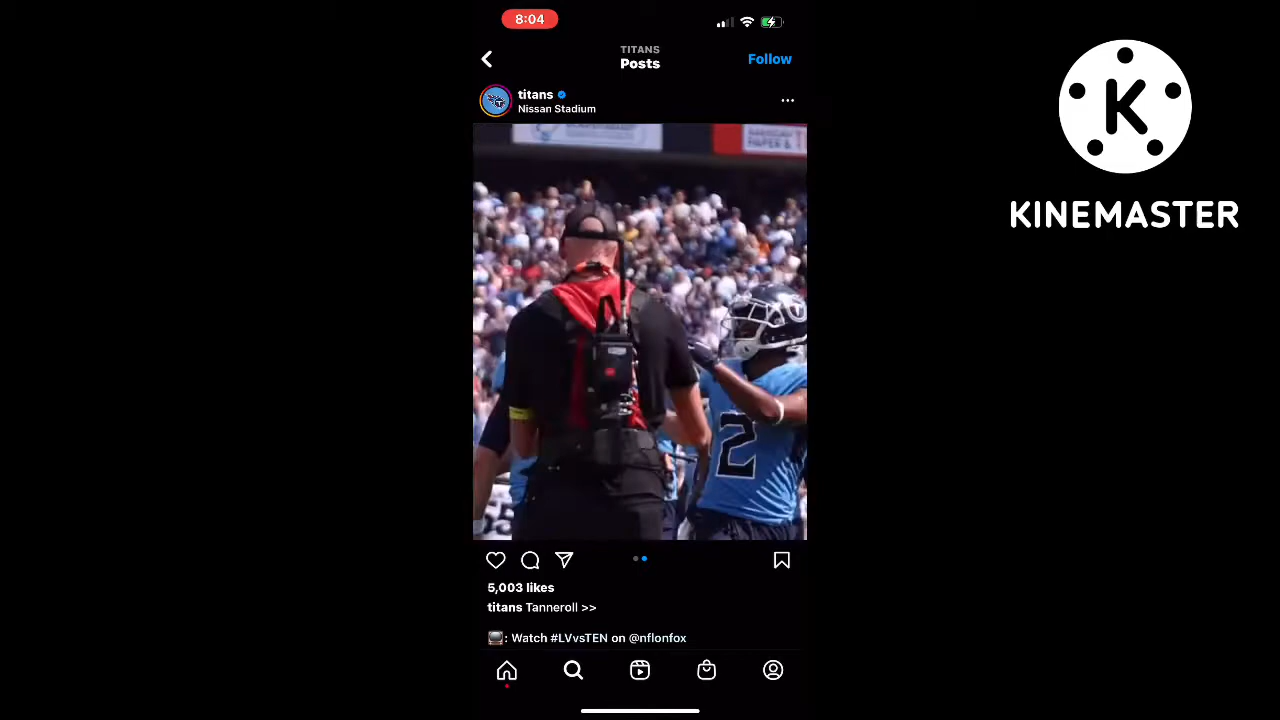 8:04
TITANS
Posts
Follow
titans
Nissan Stadium
K
KINEMASTER
PAPER &
2
5,003 likes
titans Tanneroll >>
: Watch #LVvsTEN on @nflonfox